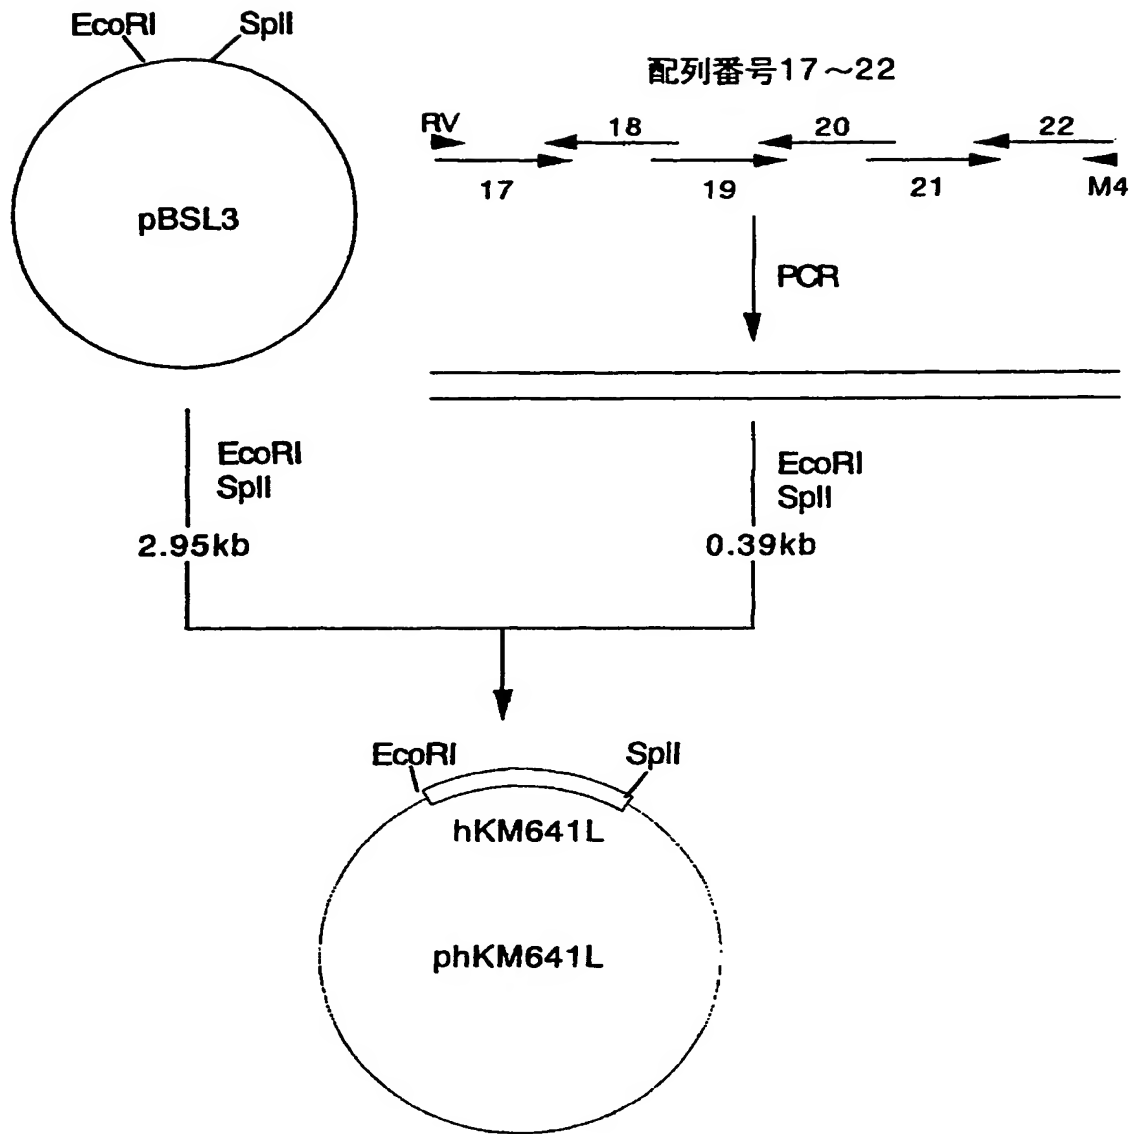 EcoRI
SplI
pBSL3
配列番号17~22
RV
18
20
22
17
19
21
M4
PCR
EcoRI
SplI
2.95kb
EcoRI
SplI
0.39kb
EcoRI
SplI
hKM641L
phKM641L